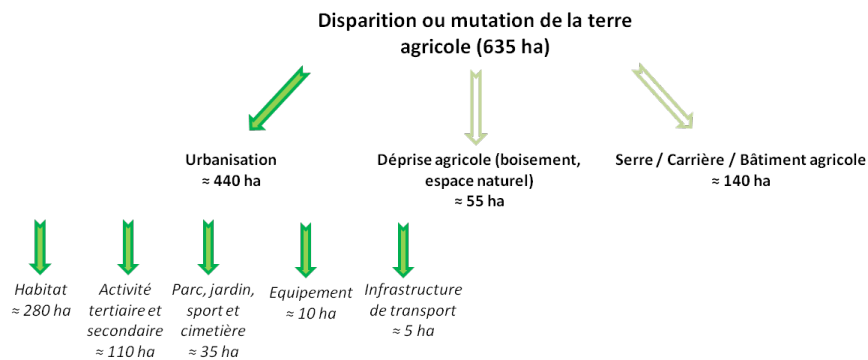 Disparition ou mutation de la terre
agricole (635 ha)
Urbanisation
≈ 440 ha
Déprise agricole (boisement,
espace naturel)
≈ 55 ha
Serre / Carrière / Bâtiment agricole
≈ 140 ha
Habitat
≈ 280 ha
Activité
tertiaire et
secondaire
≈ 110 ha
Parc, jardin,
sport et
cimetière
≈ 35 ha
Equipement
≈ 10 ha
Infrastructure
de transport
≈ 5 ha